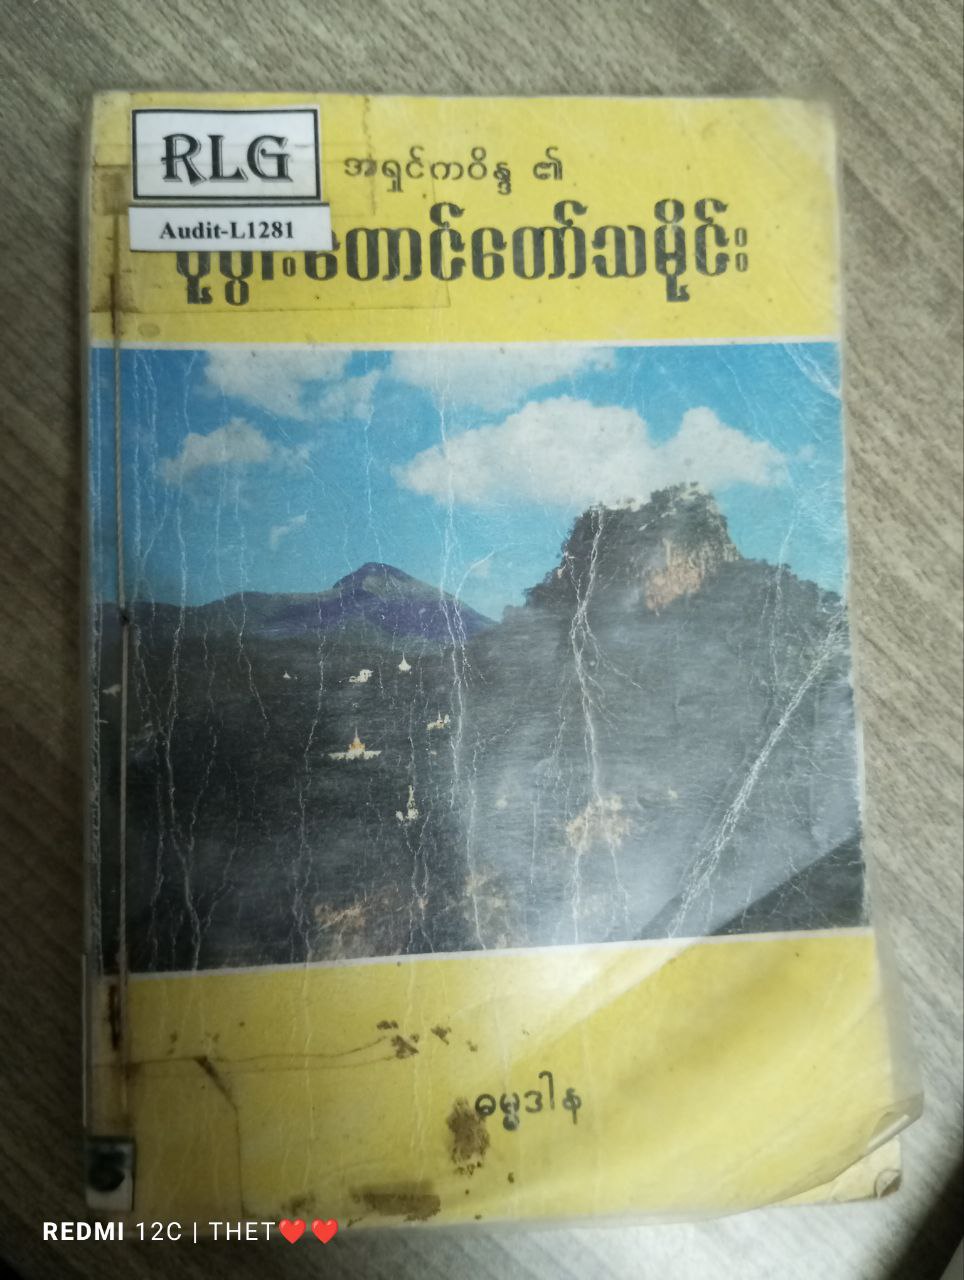 RLG
Audit-L1281
အရှင်ကဝိန္ဒ ၏
ပုပ္ပားတောင်တော်သမိုင်း
ဓမ္မဒါန
REDMI 12C | THET❤️❤️